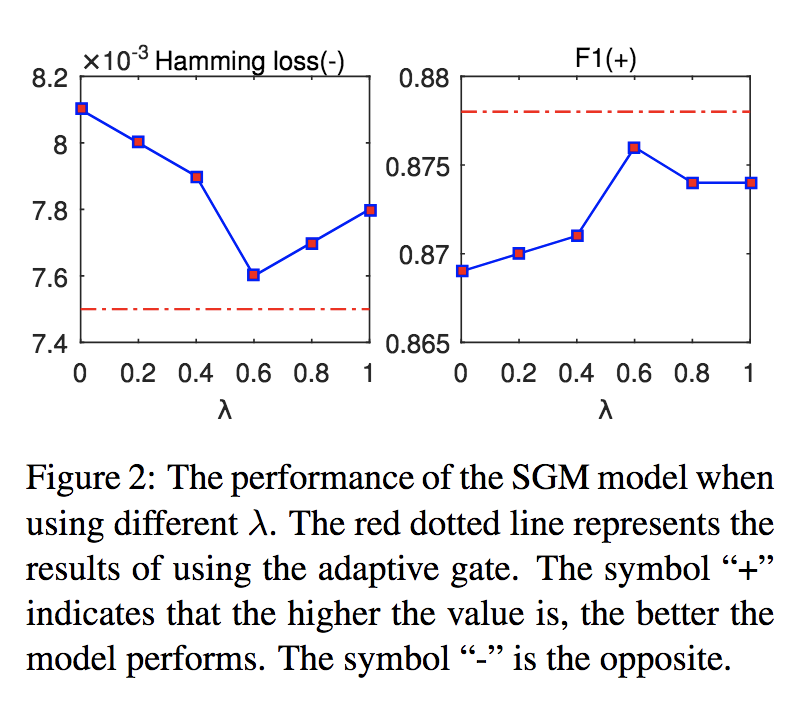 ×10-3 Hamming loss(-)
8.2
8
7.8
7.6
7.4
0 0.2 0.4 0.6 0.8 1
λ
F1(+)
0.88
0.875
0.87
0.865
0 0.2 0.4 0.6 0.8 1
λ
Figure 2: The performance of the SGM model when
using different λ. The red dotted line represents the
results of using the adaptive gate. The symbol “+”
indicates that the higher the value is, the better the
model performs. The symbol “-” is the opposite.